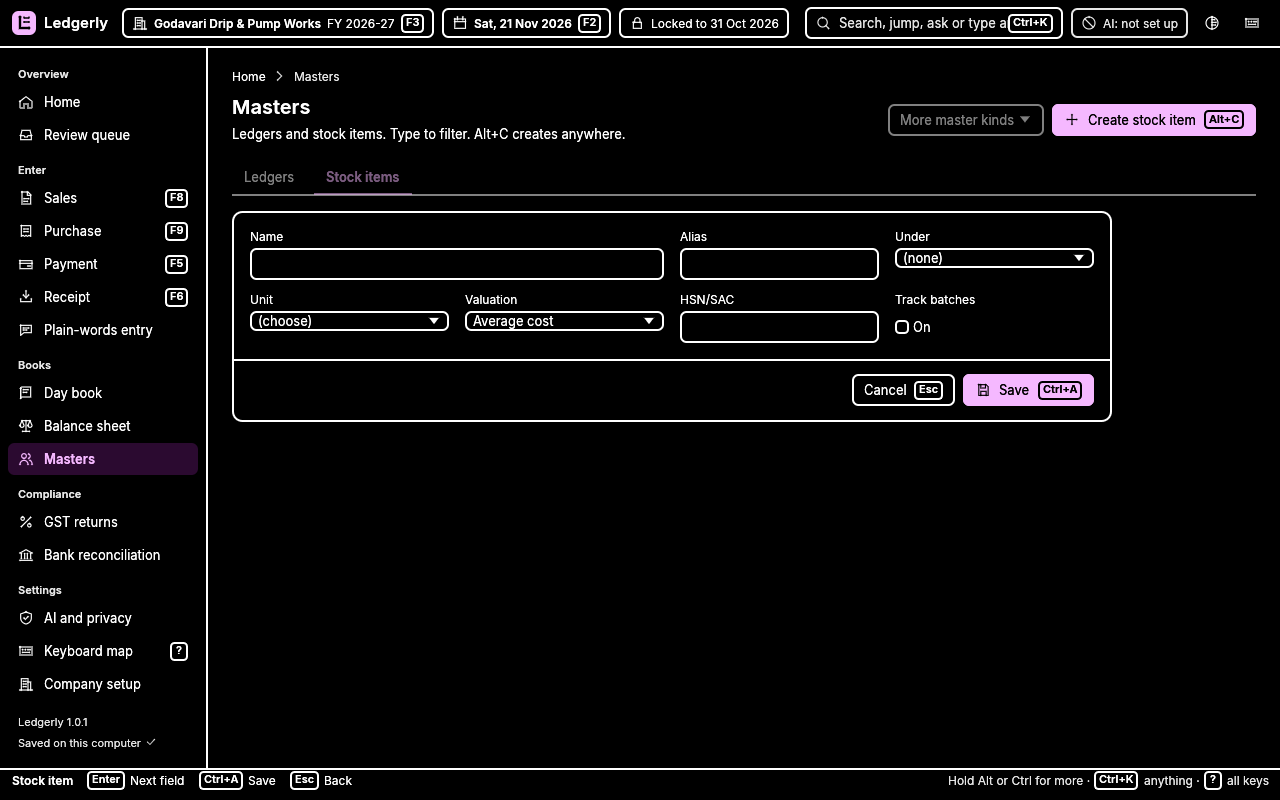 Ledgerly
Godavari Drip & Pump Works FY 2026-27 F3
Sat, 21 Nov 2026 F2
Locked to 31 Oct 2026
Search, jump, ask or type a Ctrl+K
AI: not set up
Overview
Home
Review queue
Enter
Sales F8
Purchase F9
Payment F5
Receipt F6
Plain-words entry
Books
Day book
Balance sheet
Masters
Compliance
GST returns
Bank reconciliation
Settings
AI and privacy
Keyboard map ?
Company setup
Ledgerly 1.0.1
Saved on this computer
Home Masters
Masters
Ledgers and stock items. Type to filter. Alt+C creates anywhere.
More master kinds
Create stock item Alt+C
Ledgers Stock items
Name Alias Under
(none)
Unit Valuation HSN/SAC Track batches
(choose) Average cost On
Cancel Esc Save Ctrl+A
Stock item Enter Next field Ctrl+A Save Esc Back
Hold Alt or Ctrl for more · Ctrl+K anything · ? all keys